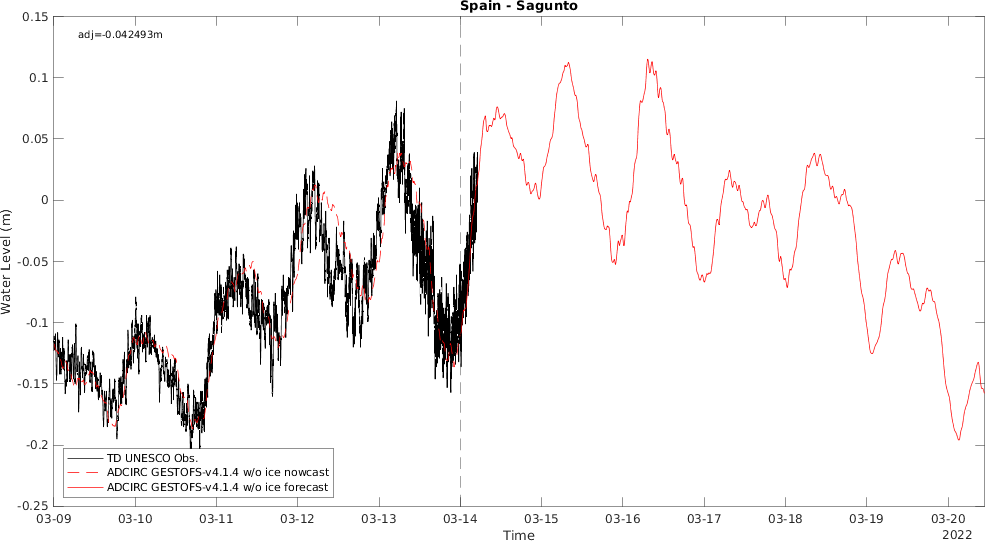 Spain - Sagunto
adj=-0.042493m
0.15
0.1
0.05
0
-0.05
-0.1
-0.15
-0.2
-0.25
Water Level (m)
TD UNESCO Obs.
ADCIRC GESTOFS-v4.1.4 w/o ice nowcast
ADCIRC GESTOFS-v4.1.4 w/o ice forecast
03-09 03-10 03-11 03-12 03-13 03-14 03-15 03-16 03-17 03-18 03-19 03-20
Time
2022